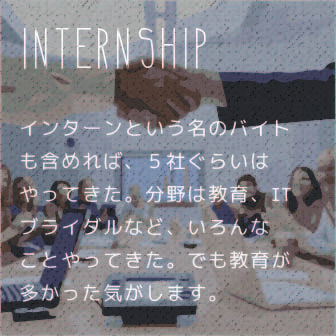 INTERNSHIP
インターンという名のバイト
も含めれば、５社ぐらいは
やってきた。分野は教育、IT
ブライダルなど、いろんな
ことやってきた。でも教育が
多かった気がします。